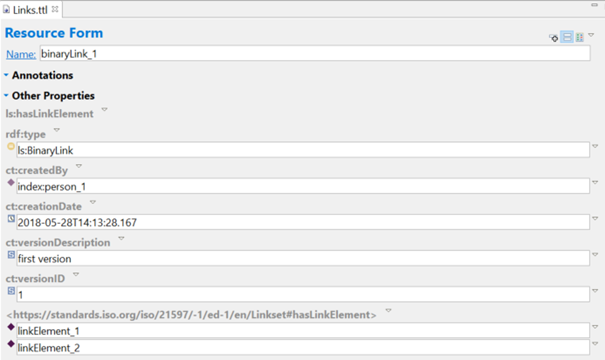 Links.ttl
Resource Form
Name: binaryLink_1
Annotations
Other Properties
ls:hasLinkElement
rdf:type
ls:BinaryLink
ct:createdBy
index:person_1
ct:creationDate
2018-05-28T14:13:28.167
ct:versionDescription
first version
ct:versionID
1
<https://standards.iso.org/iso/21597/-1/ed-1/en/Linkset#hasLinkElement>
linkElement_1
linkElement_2